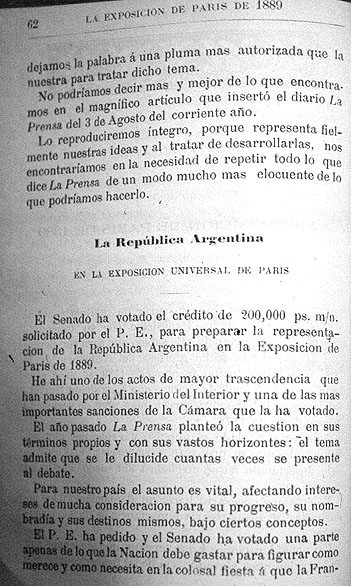 62
LA EXPOSICION DE PARIS DE 1889
dejamos la palabra á una pluma mas autorizada que la
nuestra para tratar dicho tema.
No podríamos decir mas y mejor de lo que encontra-
mos en el magnífico artículo que insertó el diario La
Prensa del 3 de Agosto del corriente año.
Lo reproduciremos íntegro, porque representa fiel-
mente nuestras ideas y al tratar de desarrollarlas, nos
encontraríamos en la necesidad de repetir todo lo que
dice La Prensa de un modo mucho mas elocuente de lo
que podríamos hacerlo.
La República Argentina
EN LA EXPOSICION UNIVERSAL DE PARIS
El Senado ha votado el crédito de 200,000 ps. m/n.
solicitado por el P. E., para preparar la representa-
cion de la República Argentina en la Exposicion de
Paris de 1889.
He ahí uno de los actos de mayor trascendencia que
han pasado por el Ministerio del Interior y una de las mas
importantes sanciones de la Cámara que la ha votado.
El año pasado La Prensa planteó la cuestion en sus
términos propios y con sus vastos horizontes: el tema
admite que se le dilucide cuantas veces se presente
al debate.
Para nuestro país el asunto es vital, afectando intere-
ses de mucha consideracion para su progreso, su nom-
bradía y sus destinos mismos, bajo ciertos conceptos.
El P. E. ha pedido y el Senado ha votado una parte
apenas de lo que la Nacion debe gastar para figurar como
merece y como necesita en la colosal fiesta á que la Fran-